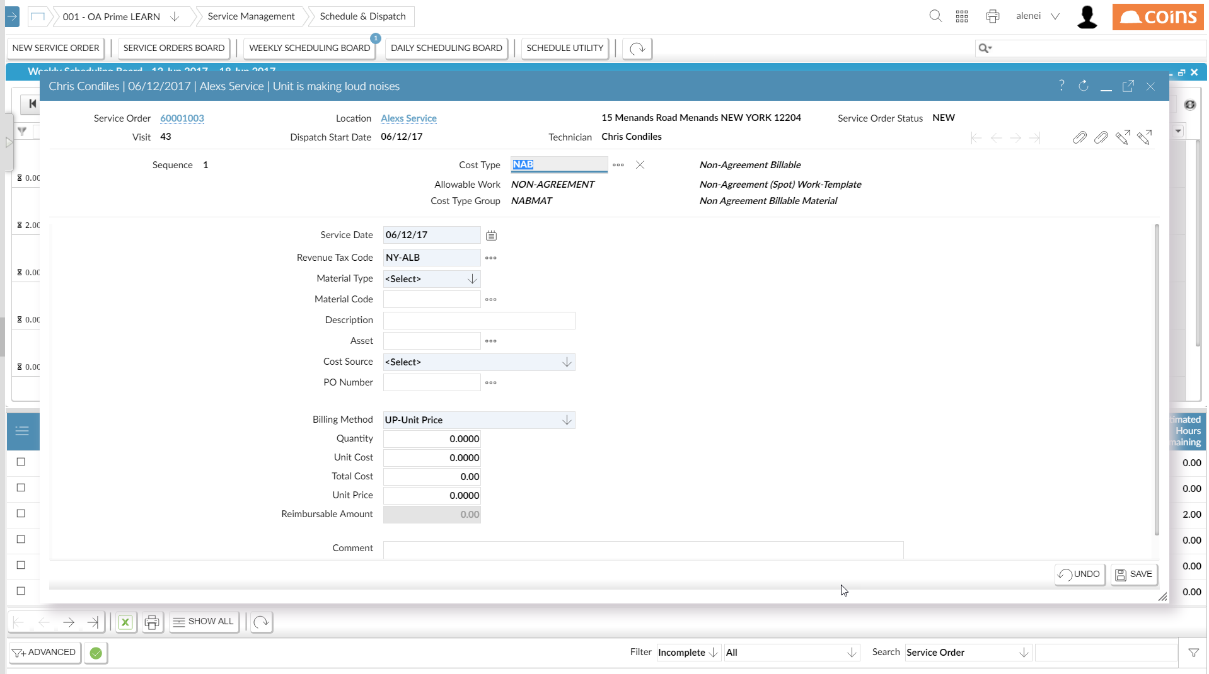 001 - OA Prime LEARN
Service Management
Schedule & Dispatch
alenei
coins
NEW SERVICE ORDER
SERVICE ORDERS BOARD
WEEKLY SCHEDULING BOARD
1
DAILY SCHEDULING BOARD
SCHEDULE UTILITY
Weekly Scheduling Board 12 Jun 2017 - 18 Jun 2017
Chris Condiles | 06/12/2017 | Alexs Service | Unit is making loud noises
Service Order 60001003
Location Alexs Service
15 Menands Road Menands NEW YORK 12204
Service Order Status NEW
Visit 43
Dispatch Start Date 06/12/17
Technician Chris Condiles
Sequence 1
Cost Type NAB
Non-Agreement Billable
Allowable Work NON-AGREEMENT
Non-Agreement (Spot) Work-Template
Cost Type Group NABMAT
Non Agreement Billable Material
0.00
2.00
0.00
0.00
0.00
Service Date 06/12/17
Revenue Tax Code NY-ALB
Material Type <Select>
Material Code
Description
Asset
Cost Source <Select>
PO Number
Billing Method UP-Unit Price
Quantity 0.0000
Unit Cost 0.0000
Total Cost 0.00
Unit Price 0.0000
Reimbursable Amount 0.00
Comment
UNDO
SAVE
Hours
0.00
0.00
2.00
0.00
0.00
0.00
SHOW ALL
ADVANCED
Filter Incomplete All
Search Service Order